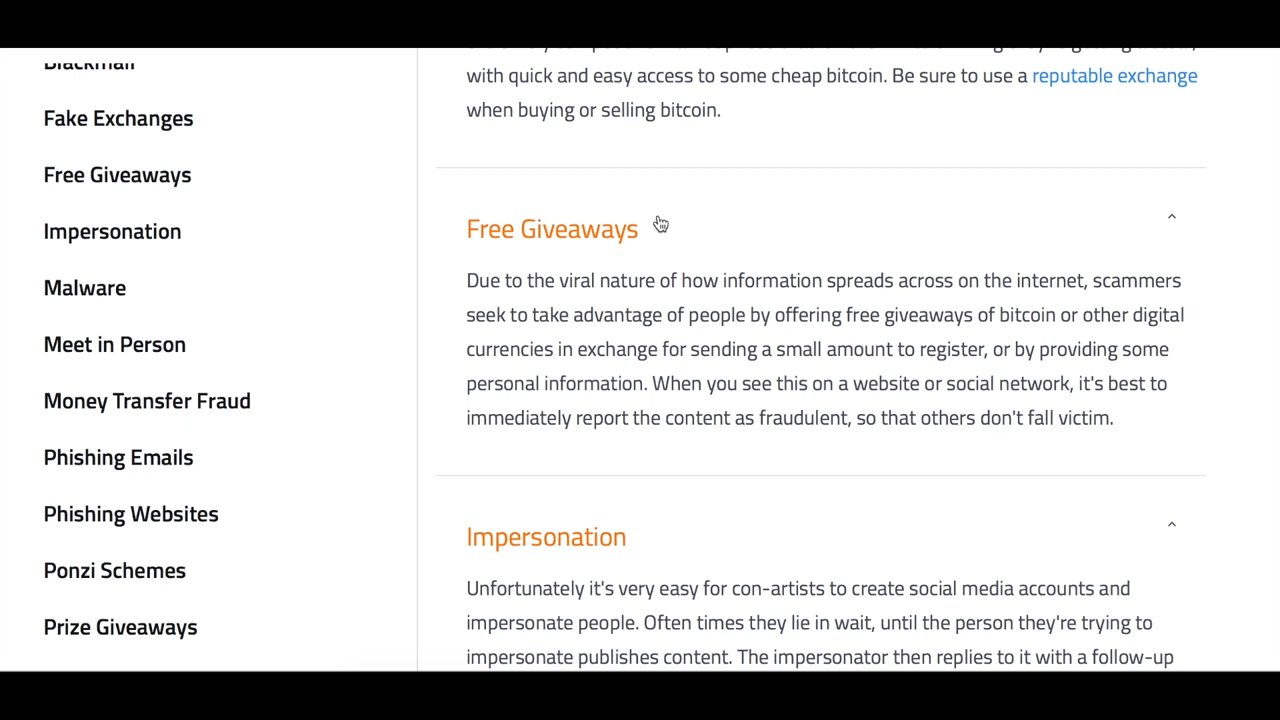 Blackmail
Fake Exchanges
Free Giveaways
Impersonation
Malware
Meet in Person
Money Transfer Fraud
Phishing Emails
Phishing Websites
Ponzi Schemes
Prize Giveaways
with quick and easy access to some cheap bitcoin. Be sure to use a reputable exchange
when buying or selling bitcoin.
Free Giveaways
Due to the viral nature of how information spreads across on the internet, scammers
seek to take advantage of people by offering free giveaways of bitcoin or other digital
currencies in exchange for sending a small amount to register, or by providing some
personal information. When you see this on a website or social network, it's best to
immediately report the content as fraudulent, so that others don't fall victim.
Impersonation
Unfortunately it's very easy for con-artists to create social media accounts and
impersonate people. Often times they lie in wait, until the person they're trying to
impersonate publishes content. The impersonator then replies to it with a follow-up